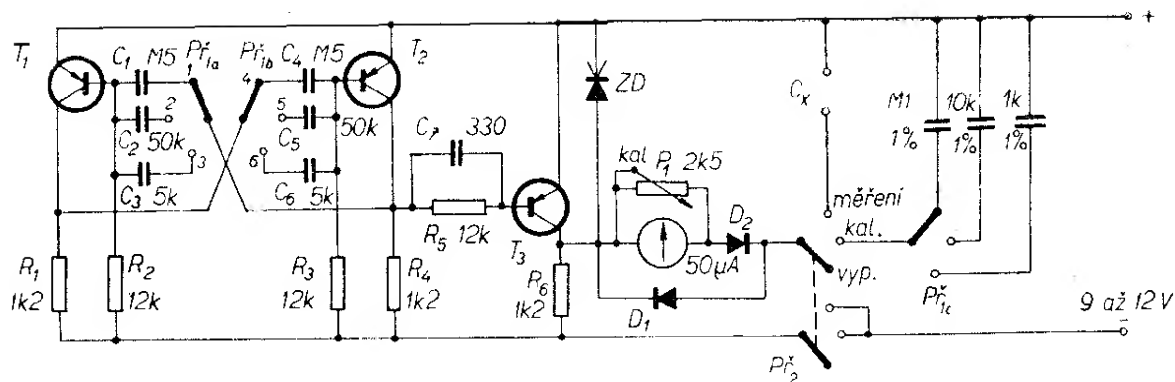 T₁
C₁
M5
Př₁ₐ
1
Př₁b
4
C₄
M5
T₂
2
C₂
50k
3
C₃
5k
5
C₅
50k
6
C₆
5k
C₇
330
R₅
12k
T₃
ZD
kal
P₁
2k5
D₂
50µA
D₁
Cₓ
měření
kal.
vyp.
M1
1%
10k
1%
1k
1%
Př₁c
R₁
1k2
R₂
12k
R₃
12k
R₄
1k2
R₆
1k2
Př₂
+
9 až 12V
−